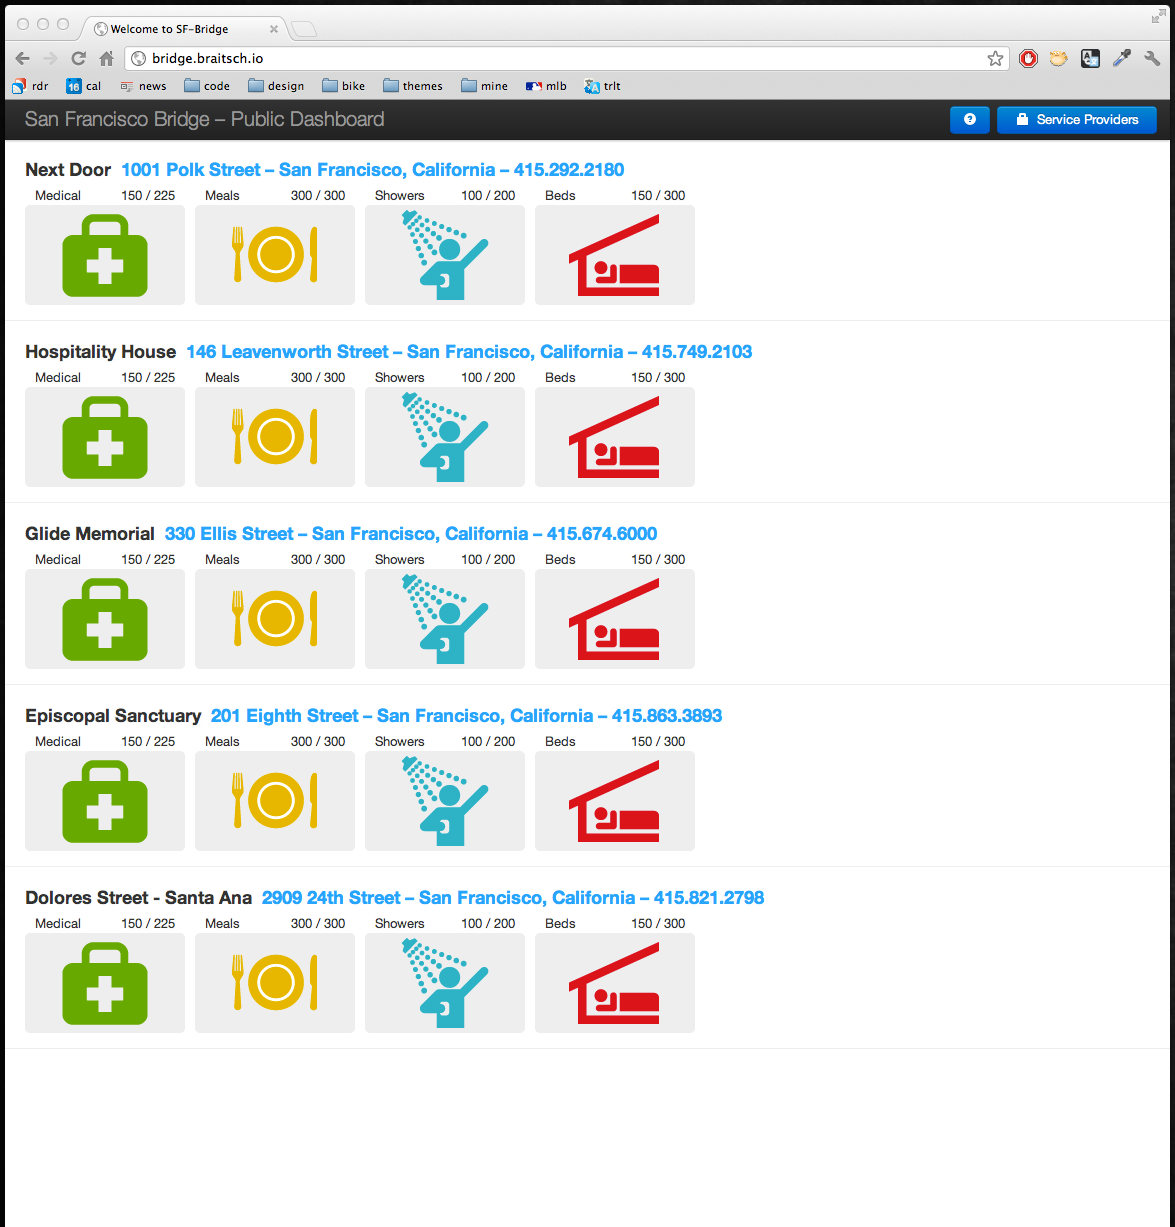 Welcome to SF-Bridge
bridge.braitsch.io
rdr 16 cal news code design bike themes mine mlb trlt
San Francisco Bridge – Public Dashboard ? Service Providers
Next Door 1001 Polk Street – San Francisco, California – 415.292.2180
Medical 150 / 225 Meals 300 / 300 Showers 100 / 200 Beds 150 / 300
Hospitality House 146 Leavenworth Street – San Francisco, California – 415.749.2103
Medical 150 / 225 Meals 300 / 300 Showers 100 / 200 Beds 150 / 300
Glide Memorial 330 Ellis Street – San Francisco, California – 415.674.6000
Medical 150 / 225 Meals 300 / 300 Showers 100 / 200 Beds 150 / 300
Episcopal Sanctuary 201 Eighth Street – San Francisco, California – 415.863.3893
Medical 150 / 225 Meals 300 / 300 Showers 100 / 200 Beds 150 / 300
Dolores Street - Santa Ana 2909 24th Street – San Francisco, California – 415.821.2798
Medical 150 / 225 Meals 300 / 300 Showers 100 / 200 Beds 150 / 300